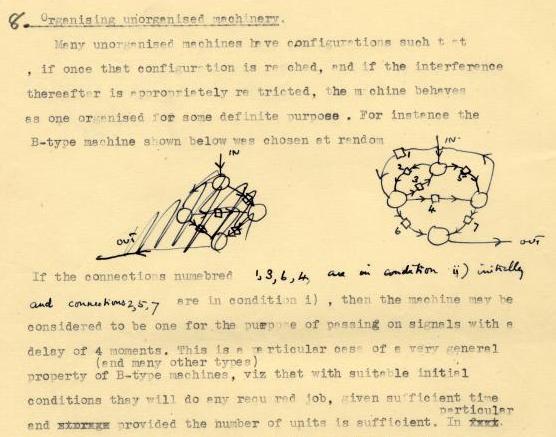 8. Organising unorganised machinery.
Many unorganised machines have configurations such that
, if once that configuration is reached, and if the interference
thereafter is appropriately restricted, the machine behaves
as one organised for some definite purpose. For instance the
B-type machine shown below was chosen at random
IN
OUT
IN
1
2
3
5
4
6
7
OUT
If the connections numebred 1,3,6,4, are in condition ii) initially
and connections 2,5,7 are in condition i) , then the machine may be
considered to be one for the purpose of passing on signals with a
delay of 4 moments. This is a particular case of a very general
(and many other types)
property of B-type machines, viz that with suitable initial
conditions they will do any required job, given sufficient time
particular
and storage provided the number of units is sufficient. In